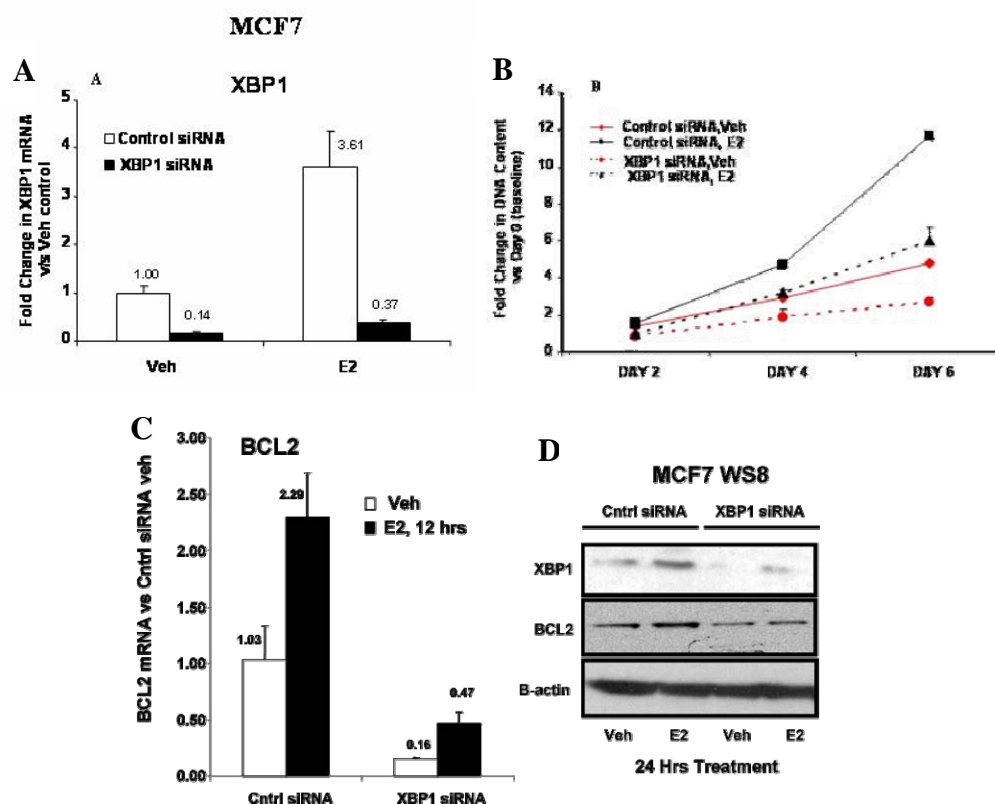 MCF7
A
A
XBP1
Fold Change in XBP1 mRNA
v/s Veh control
5
4
3
2
1
0
Control siRNA
XBP1 siRNA
1.00
0.14
3.61
0.37
Veh
E2
B
B
Fold Change in DNA Content
vs Day 0 (baseline)
14
12
10
8
6
4
2
0
Control siRNA,Veh
Control siRNA, E2
XBP1 siRNA,Veh
XBP1 siRNA, E2
DAY 2
DAY 4
DAY 6
C
BCL2
BCL2 mRNA vs Cntrl siRNA veh
3.00
2.50
2.00
1.50
1.00
0.50
0.00
Veh
E2, 12 hrs
1.03
2.29
0.16
0.47
Cntrl siRNA
XBP1 siRNA
D
MCF7 WS8
Cntrl siRNA
XBP1 siRNA
XBP1
BCL2
B-actin
Veh
E2
Veh
E2
24 Hrs Treatment